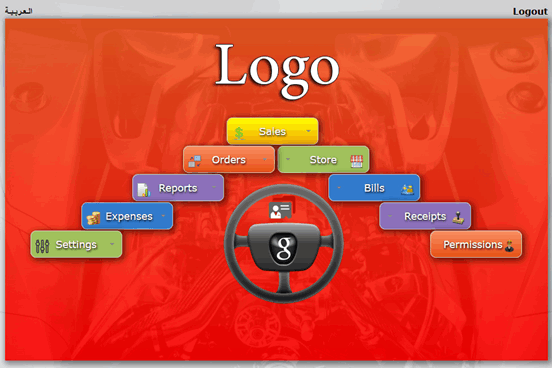 العربية
Logout
Logo
Sales
Orders
Store
Reports
Bills
Expenses
Receipts
Settings
Permissions
g